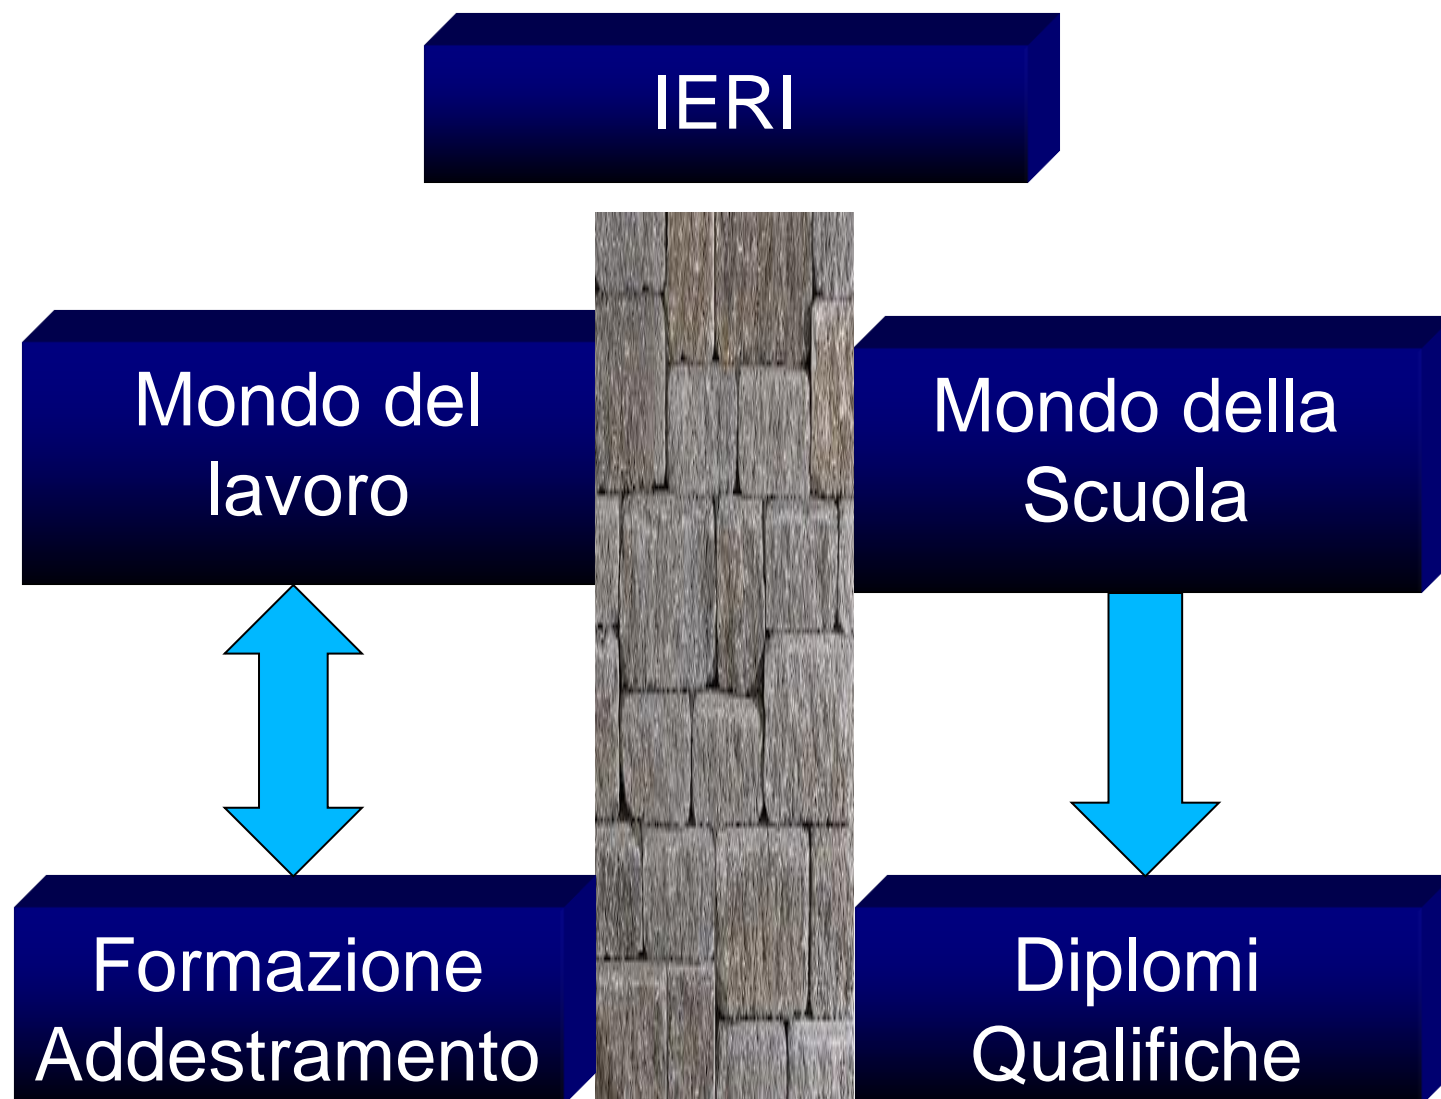 IERI
Mondo del
lavoro
Mondo della
Scuola
Formazione
Addestramento
Diplomi
Qualifiche